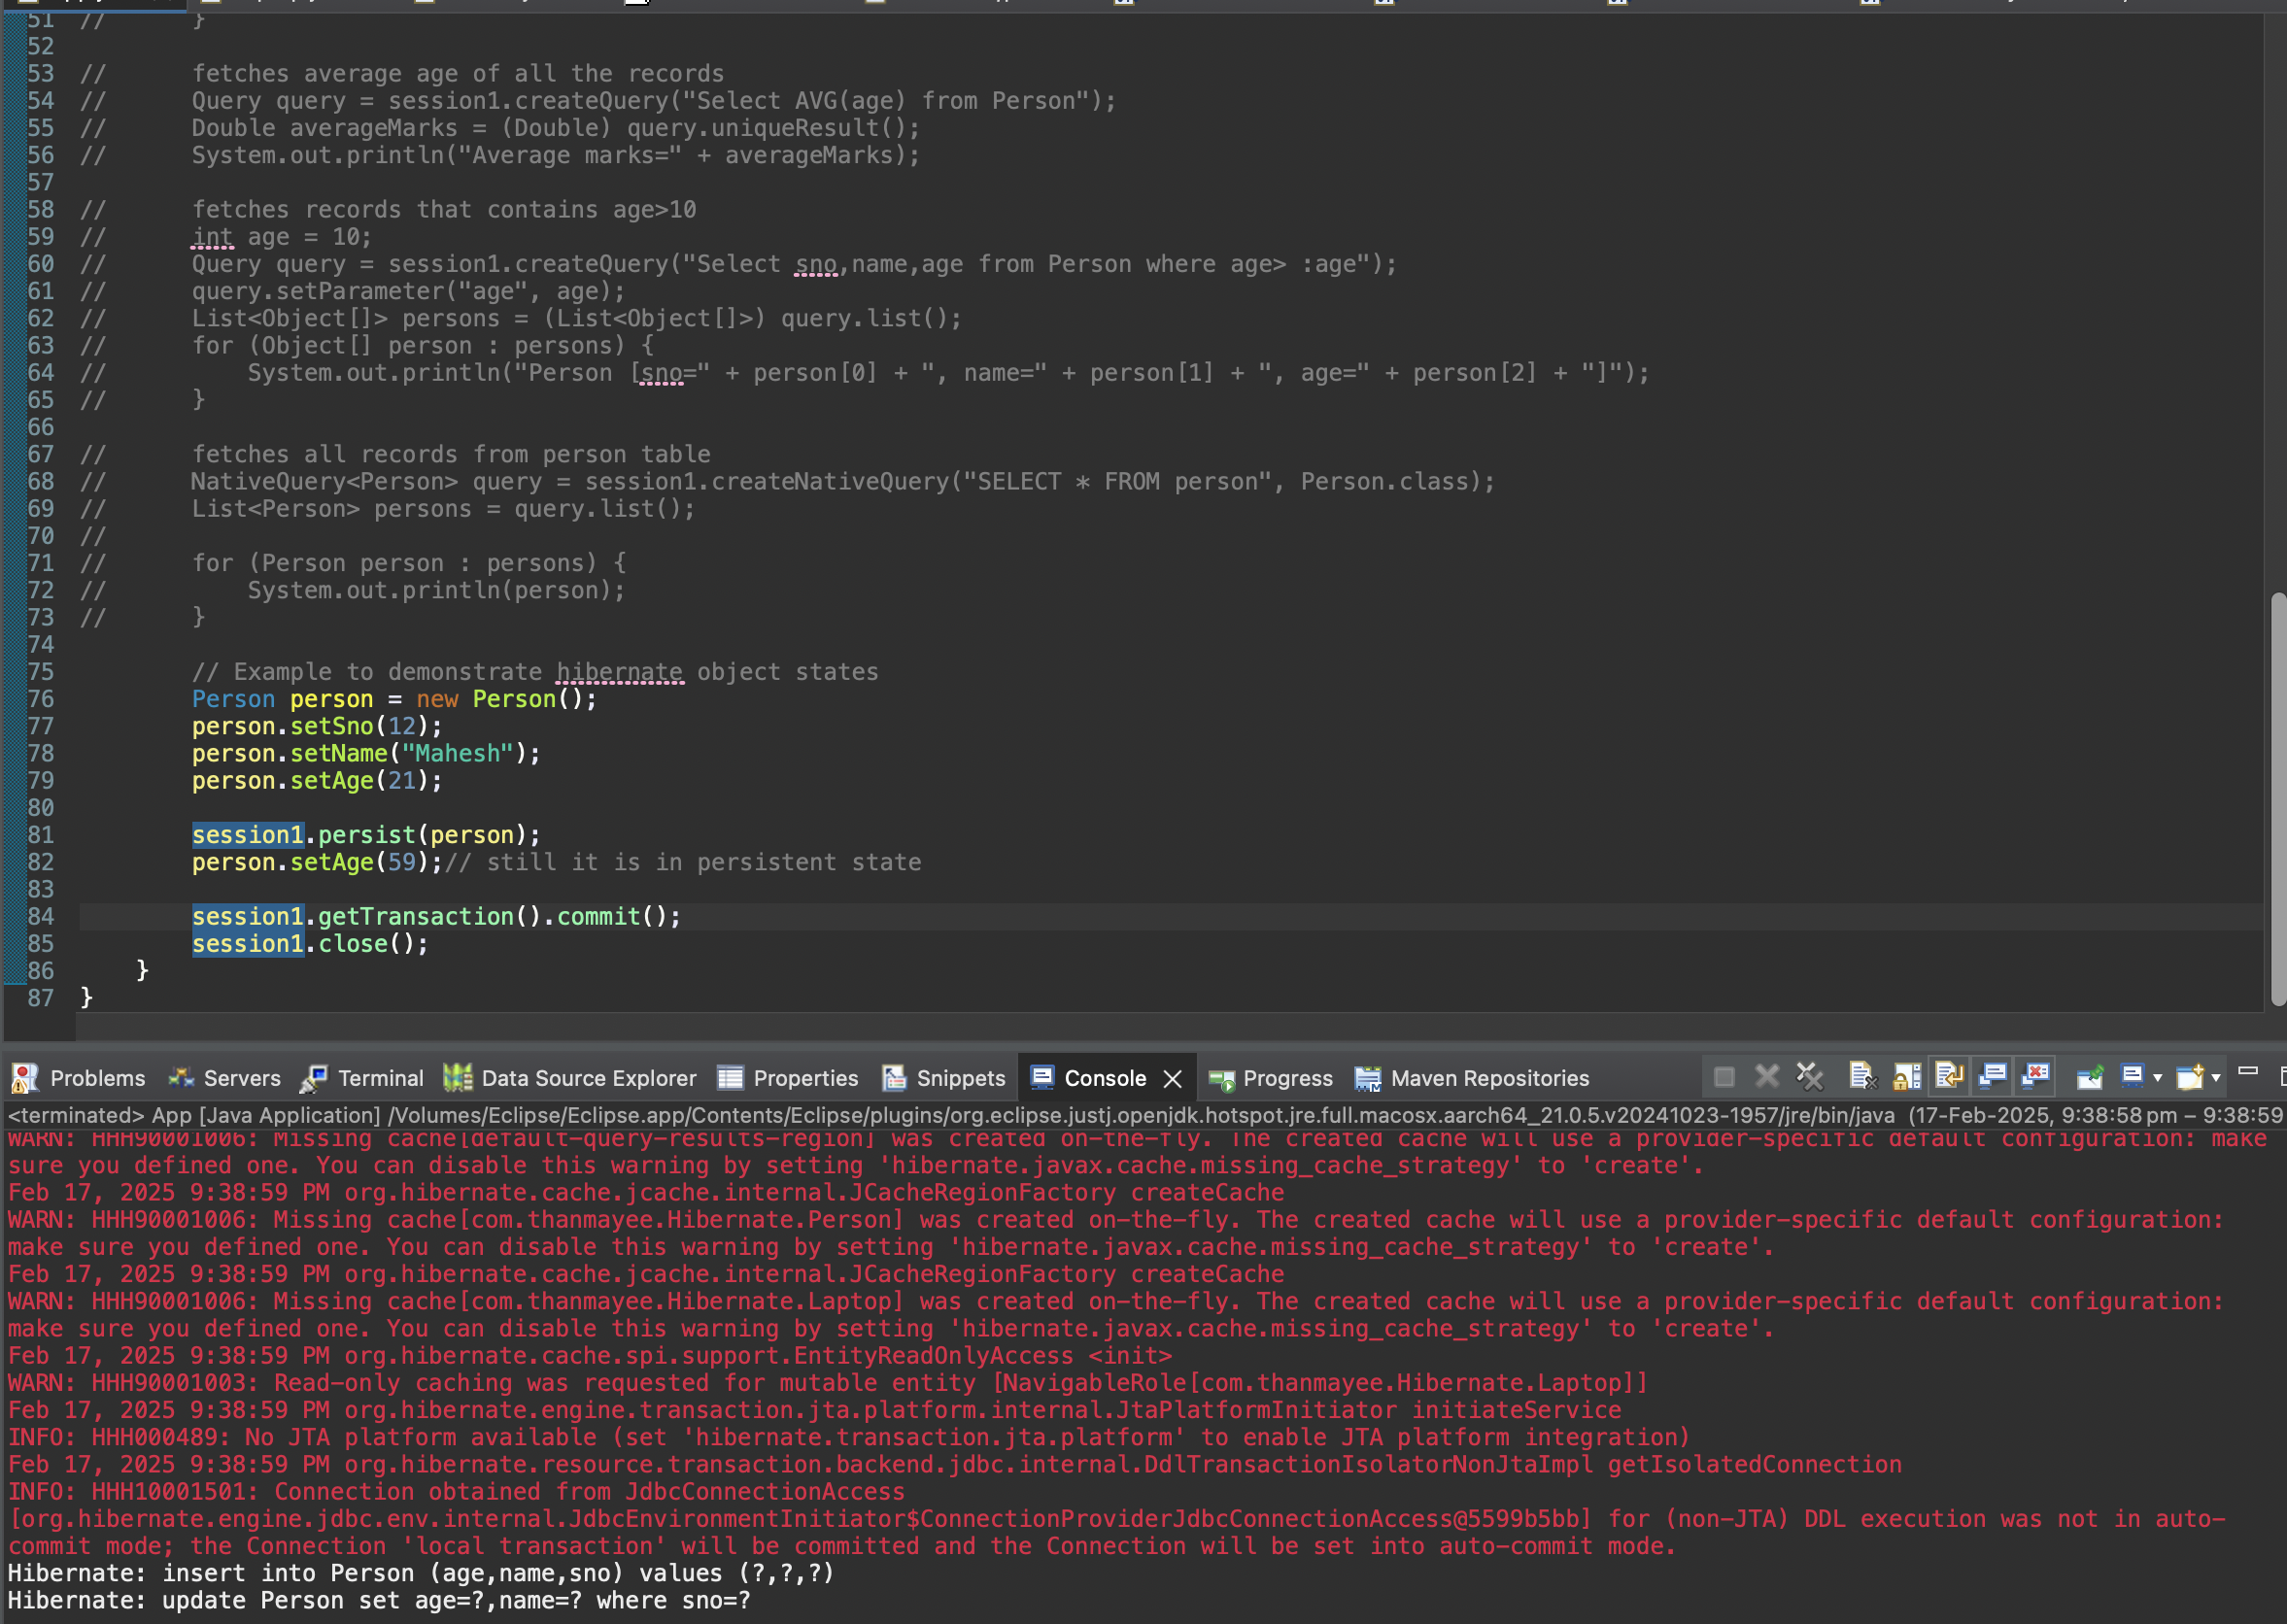 51 //      }
52
53 //      fetches average age of all the records
54 //      Query query = session1.createQuery("Select AVG(age) from Person");
55 //      Double averageMarks = (Double) query.uniqueResult();
56 //      System.out.println("Average marks=" + averageMarks);
57
58 //      fetches records that contains age>10
59 //      int age = 10;
60 //      Query query = session1.createQuery("Select sno,name,age from Person where age> :age");
61 //      query.setParameter("age", age);
62 //      List<Object[]> persons = (List<Object[]>) query.list();
63 //      for (Object[] person : persons) {
64 //          System.out.println("Person [sno=" + person[0] + ", name=" + person[1] + ", age=" + person[2] + "]");
65 //      }
66
67 //      fetches all records from person table
68 //      NativeQuery<Person> query = session1.createNativeQuery("SELECT * FROM person", Person.class);
69 //      List<Person> persons = query.list();
70 //
71 //      for (Person person : persons) {
72 //          System.out.println(person);
73 //      }
74
75         // Example to demonstrate hibernate object states
76         Person person = new Person();
77         person.setSno(12);
78         person.setName("Mahesh");
79         person.setAge(21);
80
81         session1.persist(person);
82         person.setAge(59);// still it is in persistent state
83
84         session1.getTransaction().commit();
85         session1.close();
86     }
87 }
Problems Servers Terminal Data Source Explorer Properties Snippets Console Progress Maven Repositories
<terminated> App [Java Application] /Volumes/Eclipse/Eclipse.app/Contents/Eclipse/plugins/org.eclipse.justj.openjdk.hotspot.jre.full.macosx.aarch64_21.0.5.v20241023-1957/jre/bin/java (17-Feb-2025, 9:38:58 pm – 9:38:59
WARN: HHH90001006: Missing cache[default-query-results-region] was created on-the-fly. The created cache will use a provider-specific default configuration: make
sure you defined one. You can disable this warning by setting 'hibernate.javax.cache.missing_cache_strategy' to 'create'.
Feb 17, 2025 9:38:59 PM org.hibernate.cache.jcache.internal.JCacheRegionFactory createCache
WARN: HHH90001006: Missing cache[com.thanmayee.Hibernate.Person] was created on-the-fly. The created cache will use a provider-specific default configuration:
make sure you defined one. You can disable this warning by setting 'hibernate.javax.cache.missing_cache_strategy' to 'create'.
Feb 17, 2025 9:38:59 PM org.hibernate.cache.jcache.internal.JCacheRegionFactory createCache
WARN: HHH90001006: Missing cache[com.thanmayee.Hibernate.Laptop] was created on-the-fly. The created cache will use a provider-specific default configuration:
make sure you defined one. You can disable this warning by setting 'hibernate.javax.cache.missing_cache_strategy' to 'create'.
Feb 17, 2025 9:38:59 PM org.hibernate.cache.spi.support.EntityReadOnlyAccess <init>
WARN: HHH90001003: Read-only caching was requested for mutable entity [NavigableRole[com.thanmayee.Hibernate.Laptop]]
Feb 17, 2025 9:38:59 PM org.hibernate.engine.transaction.jta.platform.internal.JtaPlatformInitiator initiateService
INFO: HHH000489: No JTA platform available (set 'hibernate.transaction.jta.platform' to enable JTA platform integration)
Feb 17, 2025 9:38:59 PM org.hibernate.resource.transaction.backend.jdbc.internal.DdlTransactionIsolatorNonJtaImpl getIsolatedConnection
INFO: HHH10001501: Connection obtained from JdbcConnectionAccess
[org.hibernate.engine.jdbc.env.internal.JdbcEnvironmentInitiator$ConnectionProviderJdbcConnectionAccess@5599b5bb] for (non-JTA) DDL execution was not in auto-
commit mode; the Connection 'local transaction' will be committed and the Connection will be set into auto-commit mode.
Hibernate: insert into Person (age,name,sno) values (?,?,?)
Hibernate: update Person set age=?,name=? where sno=?